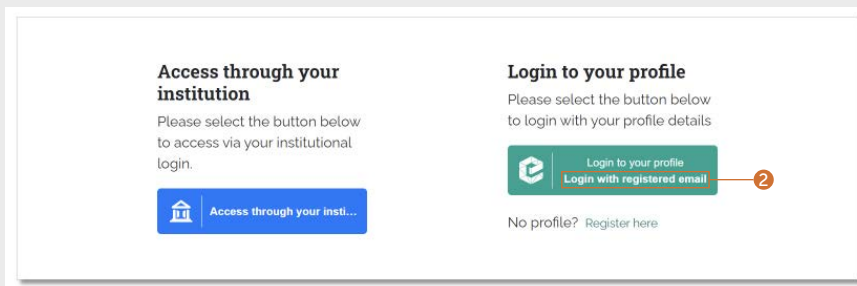 Access through your
institution
Please select the button below
to access via your institutional
login.
Access through your insti...
Login to your profile
Please select the button below
to login with your profile details
Login to your profile
Login with registered email
2
No profile? Register here